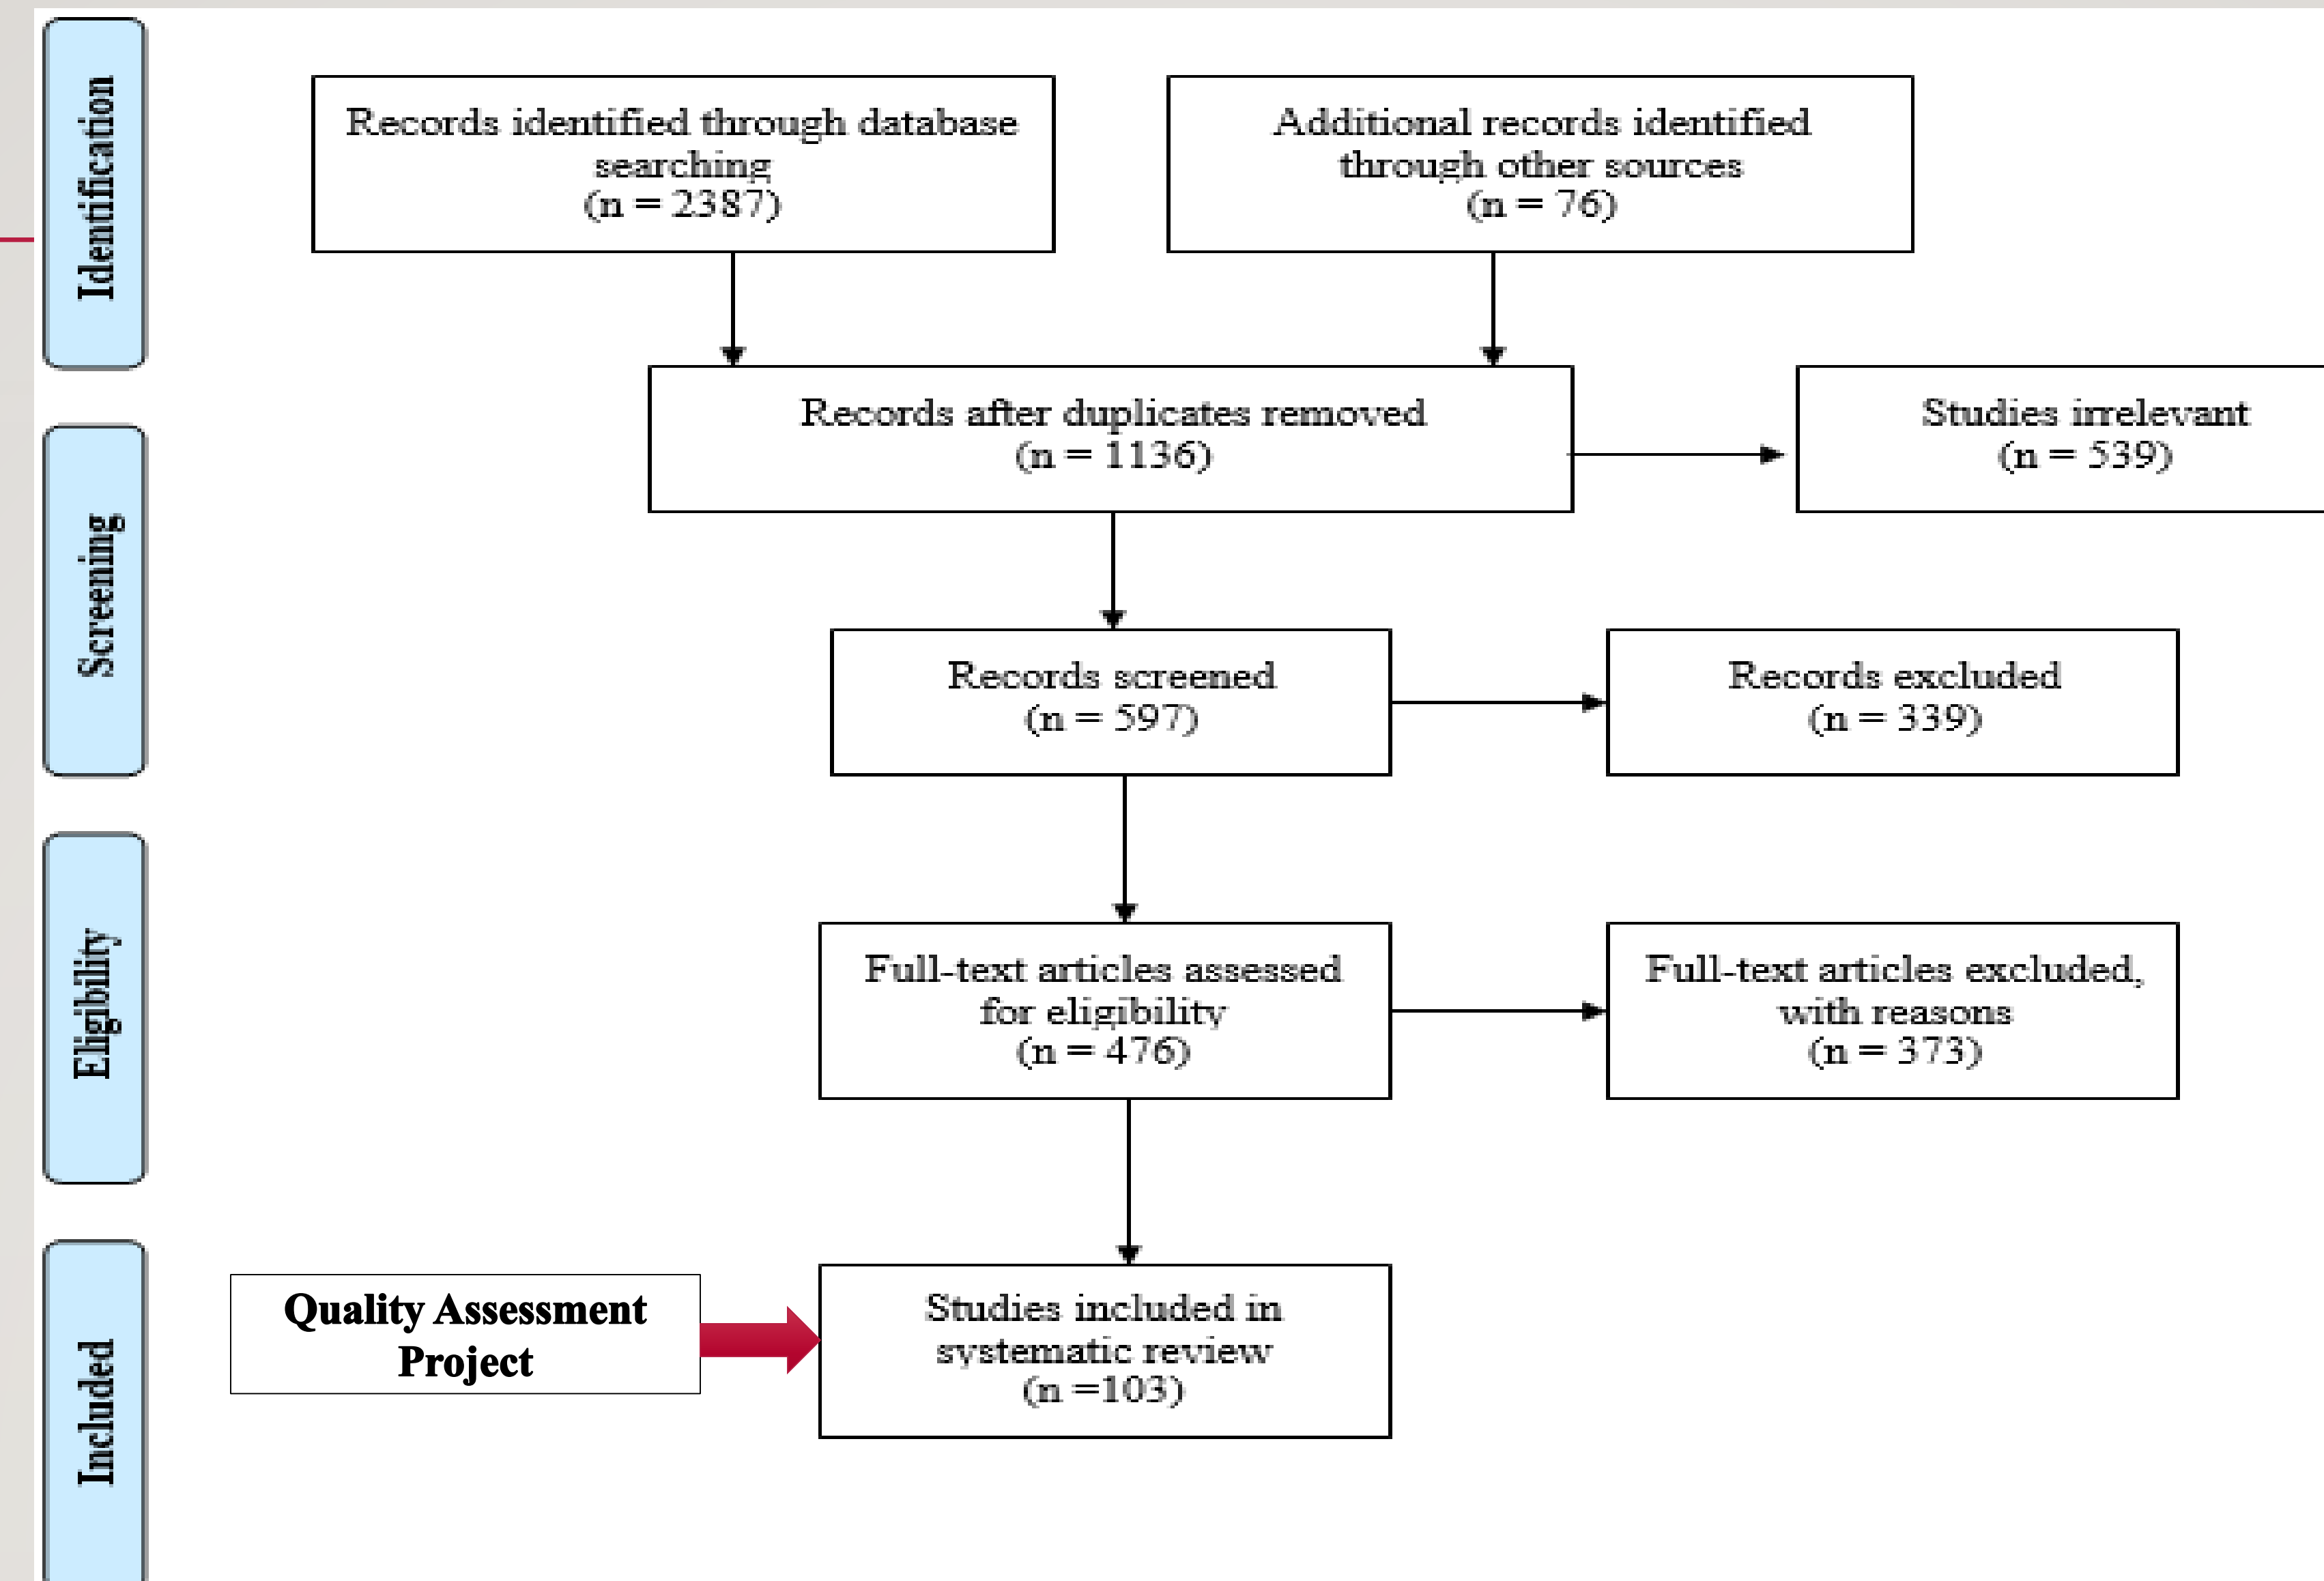 Identification
Records identified through database
searching
(n = 2387)
Additional records identified
through other sources
(n = 76)
Records after duplicates removed
(n = 1136)
Studies irrelevant
(n = 539)
Screening
Records screened
(n = 597)
Records excluded
(n = 339)
Eligibility
Full-text articles assessed
for eligibility
(n = 476)
Full-text articles excluded,
with reasons
(n = 373)
Included
Quality Assessment
Project
Studies included in
systematic review
(n =103)